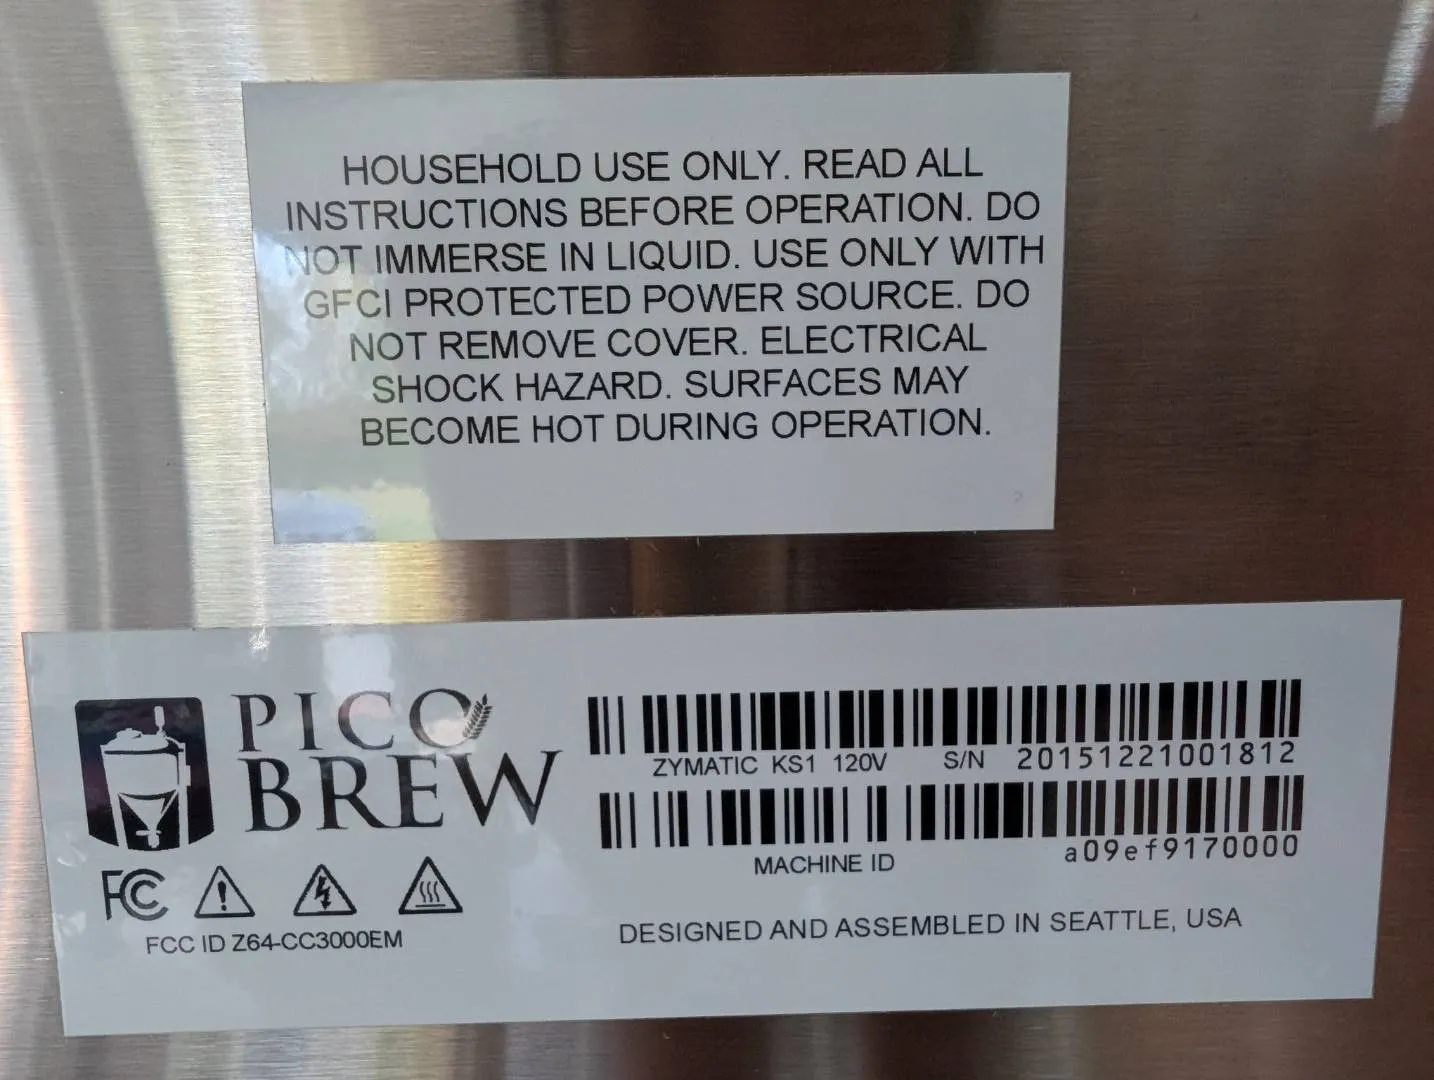 HOUSEHOLD USE ONLY. READ ALL
INSTRUCTIONS BEFORE OPERATION. DO
NOT IMMERSE IN LIQUID. USE ONLY WITH
GFCI PROTECTED POWER SOURCE. DO
NOT REMOVE COVER. ELECTRICAL
SHOCK HAZARD. SURFACES MAY
BECOME HOT DURING OPERATION.
PICO
BREW
FC
FCC ID Z64-CC3000EM
ZYMATIC KS1 120V S/N 20151221001812
MACHINE ID a09ef9170000
DESIGNED AND ASSEMBLED IN SEATTLE, USA